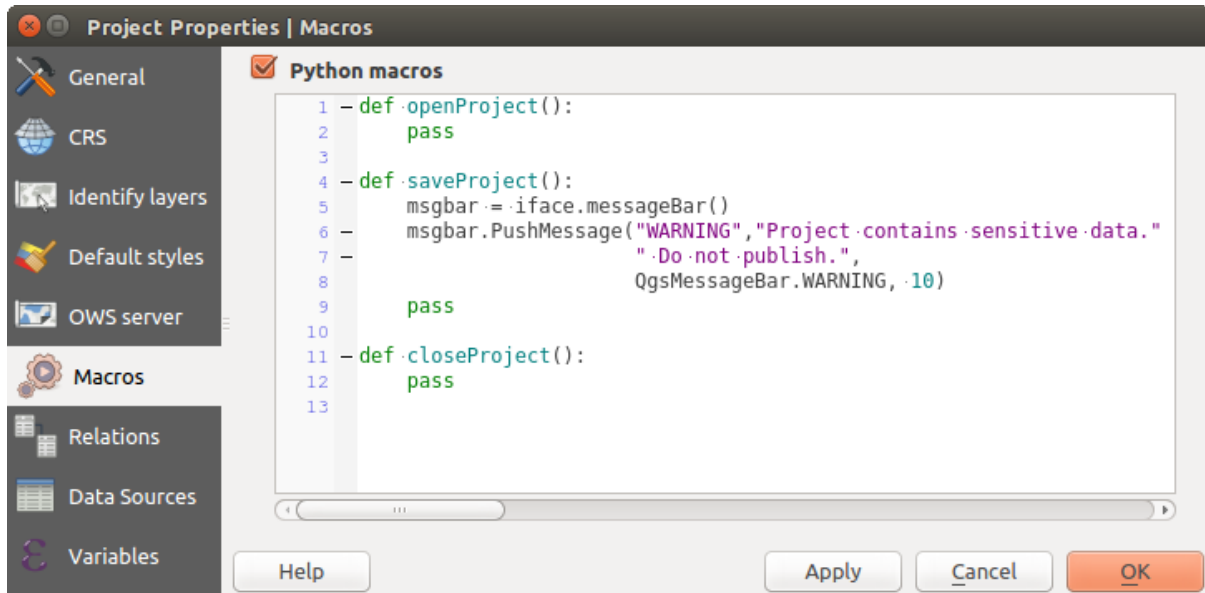 Project Properties | Macros
General
CRS
Identify layers
Default styles
OWS server
Macros
Relations
Data Sources
Variables
Python macros
1 def openProject():
2     pass
3
4 def saveProject():
5     msgbar = iface.messageBar()
6     msgbar.PushMessage("WARNING","Project contains sensitive data."
7                        " Do not publish.",
8                        QgsMessageBar.WARNING, 10)
9     pass
10
11 def closeProject():
12     pass
13
Help
Apply
Cancel
OK